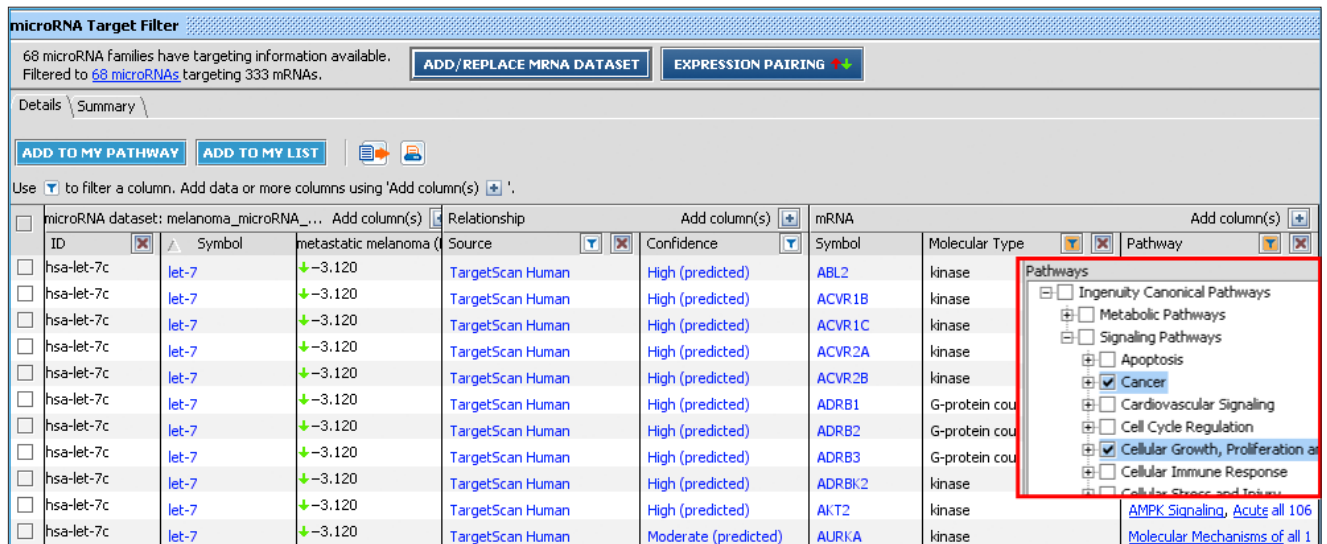 microRNA Target Filter
68 microRNA families have targeting information available.
Filtered to 68 microRNAs targeting 333 mRNAs.
ADD/REPLACE MRNA DATASET
EXPRESSION PAIRING
Details Summary
ADD TO MY PATHWAY ADD TO MY LIST
Use to filter a column. Add data or more columns using 'Add column(s) '.
microRNA dataset: melanoma_microRNA_... Add column(s) Relationship Add column(s) mRNA Add column(s)
ID Symbol metastatic melanoma ( Source Confidence Symbol Molecular Type Pathway
hsa-let-7c let-7 -3.120 TargetScan Human High (predicted) ABL2 kinase
hsa-let-7c let-7 -3.120 TargetScan Human High (predicted) ACVR1B kinase
hsa-let-7c let-7 -3.120 TargetScan Human High (predicted) ACVR1C kinase
hsa-let-7c let-7 -3.120 TargetScan Human High (predicted) ACVR2A kinase
hsa-let-7c let-7 -3.120 TargetScan Human High (predicted) ACVR2B kinase
hsa-let-7c let-7 -3.120 TargetScan Human High (predicted) ADRB1 G-protein cou
hsa-let-7c let-7 -3.120 TargetScan Human High (predicted) ADRB2 G-protein cou
hsa-let-7c let-7 -3.120 TargetScan Human High (predicted) ADRB3 G-protein cou
hsa-let-7c let-7 -3.120 TargetScan Human High (predicted) ADRBK2 kinase
hsa-let-7c let-7 -3.120 TargetScan Human High (predicted) AKT2 kinase AMPK Signaling, Acute all 106
hsa-let-7c let-7 -3.120 TargetScan Human Moderate (predicted) AURKA kinase Molecular Mechanisms of all 1
Pathways
Ingenuity Canonical Pathways
Metabolic Pathways
Signaling Pathways
Apoptosis
Cancer
Cardiovascular Signaling
Cell Cycle Regulation
Cellular Growth, Proliferation an
Cellular Immune Response
Cellular Stress and Injury